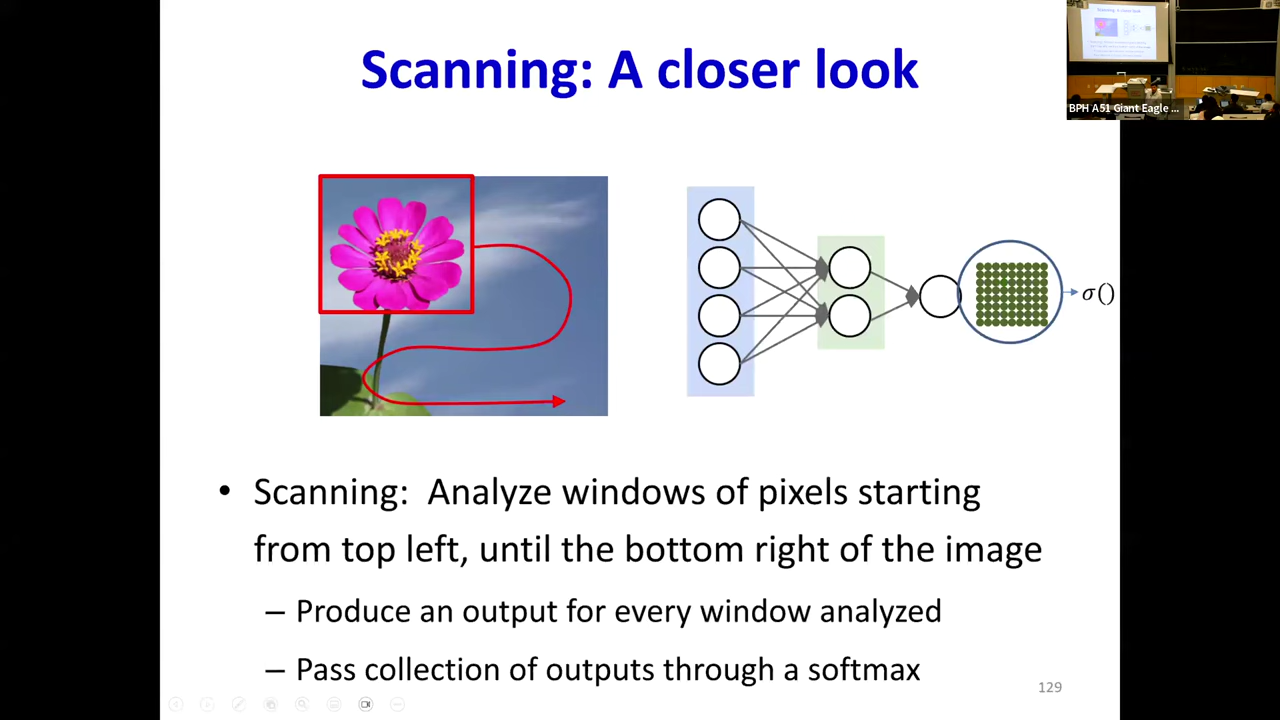 Scanning: A closer look
BPH A51 Giant Eagle ...
σ()
• Scanning: Analyze windows of pixels starting
from top left, until the bottom right of the image
– Produce an output for every window analyzed
– Pass collection of outputs through a softmax
129